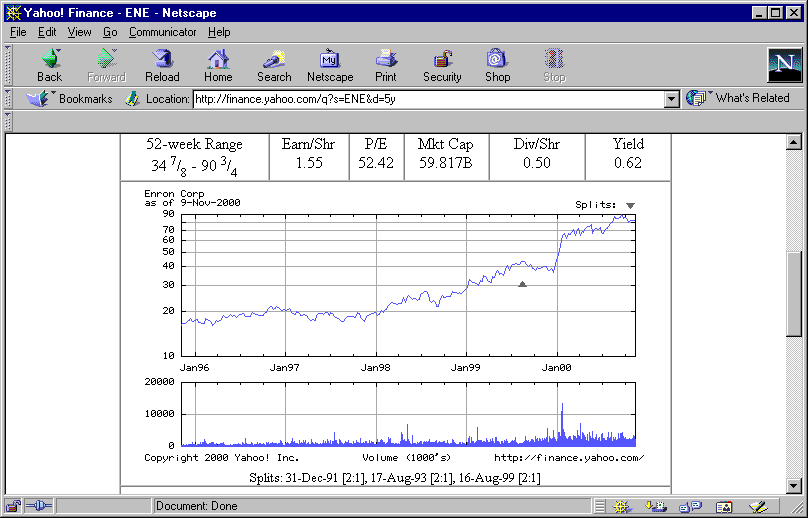 Yahoo! Finance - ENE - Netscape
File Edit View Go Communicator Help
My
N
Back Forward Reload Home Search Netscape Print Security Shop Stop
Bookmarks Location: http://finance.yahoo.com/q?s=ENE&d=5y What's Related
52-week Range Earn/Shr P/E Mkt Cap Div/Shr Yield
34 7/8 - 90 3/4 1.55 52.42 59.817B 0.50 0.62
Enron Corp
as of 9-Nov-2000 Splits:
90
70
60
50
40
30
20
10
Jan96 Jan97 Jan98 Jan99 Jan00
20000
10000
0
Copyright 2000 Yahoo! Inc. Volume (1000's) http://finance.yahoo.com/
Splits: 31-Dec-91 [2:1], 17-Aug-93 [2:1], 16-Aug-99 [2:1]
Document: Done